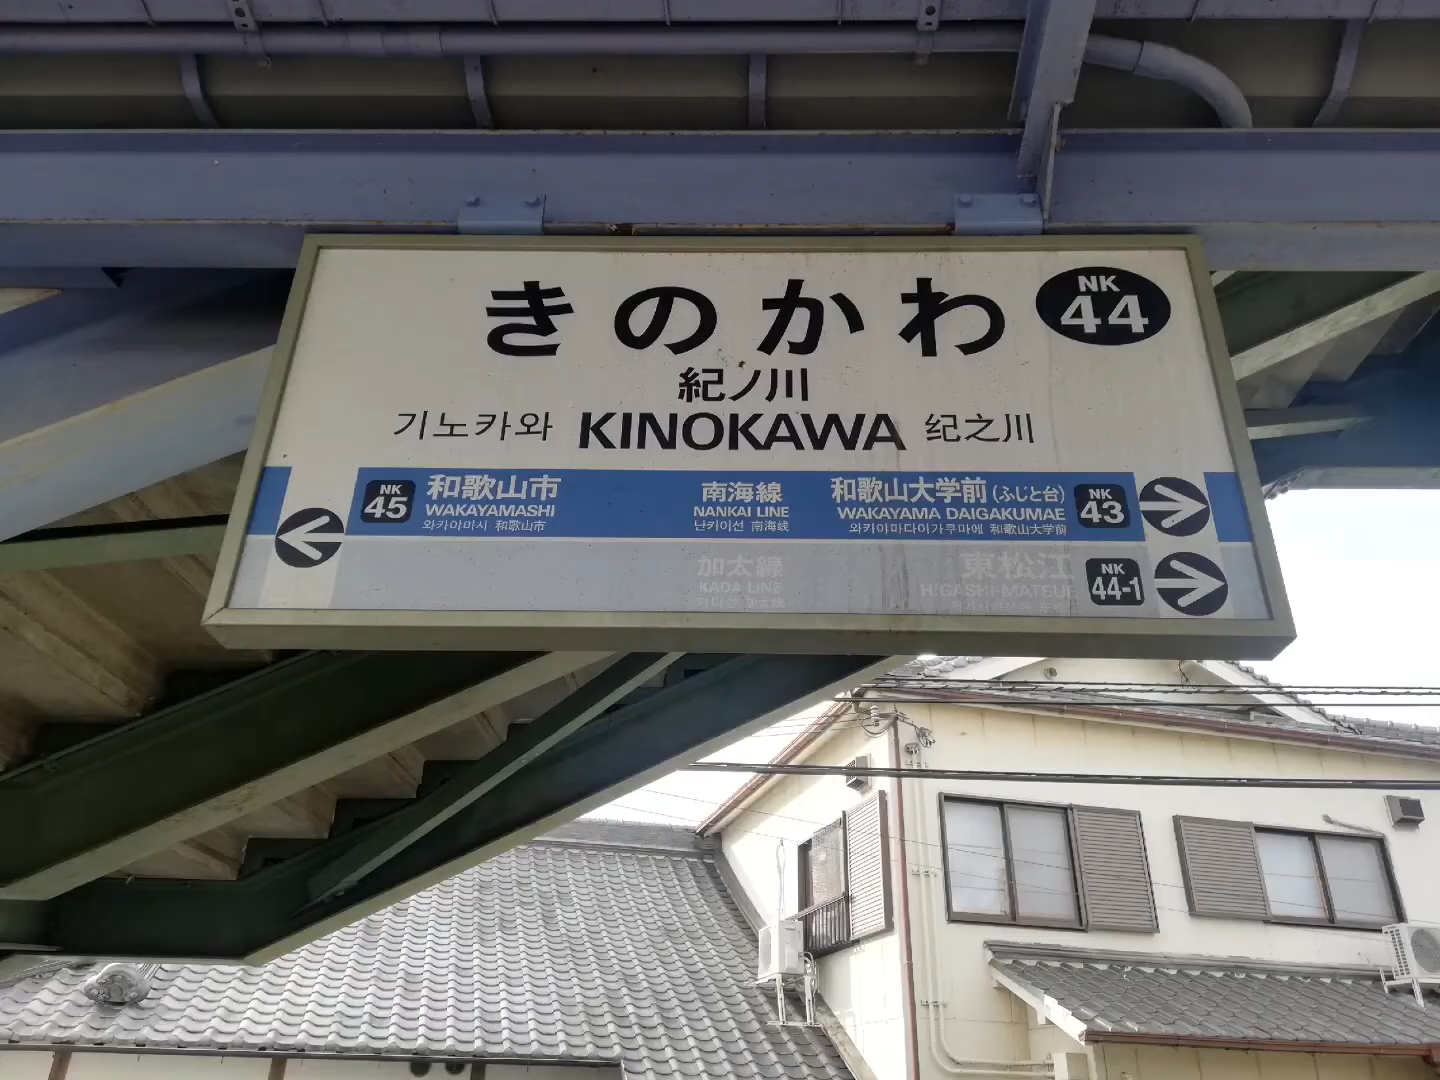 きのかわ
NK
44
紀ノ川
기노카와 KINOKAWA 纪之川
NK
45
和歌山市
WAKAYAMASHI
와카야마시 和歌山市
南海線
NANKAI LINE
난카이선 南海线
和歌山大学前(ふじと台)
WAKAYAMA DAIGAKUMAE
와카야마다이가쿠마에 和歌山大学前
NK
43
加太線
KADA LINE
加太线
東松江
HIGASHI-MATSUE
NK
44-1